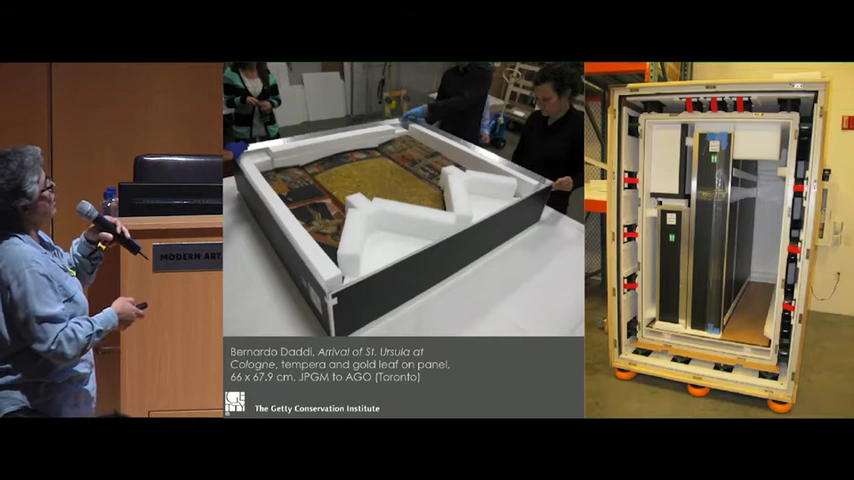 MODERN ART
Bernardo Daddi, Arrival of St. Ursula at
Cologne, tempera and gold leaf on panel,
66 x 67.9 cm. JPGM to AGO (Toronto)
The Getty Conservation Institute